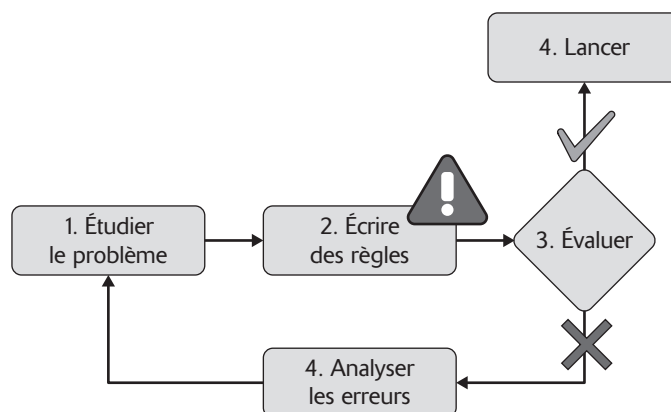 4. Lancer
1. Étudier
le problème
2. Écrire
des règles
!
3. Évaluer
4. Analyser
les erreurs